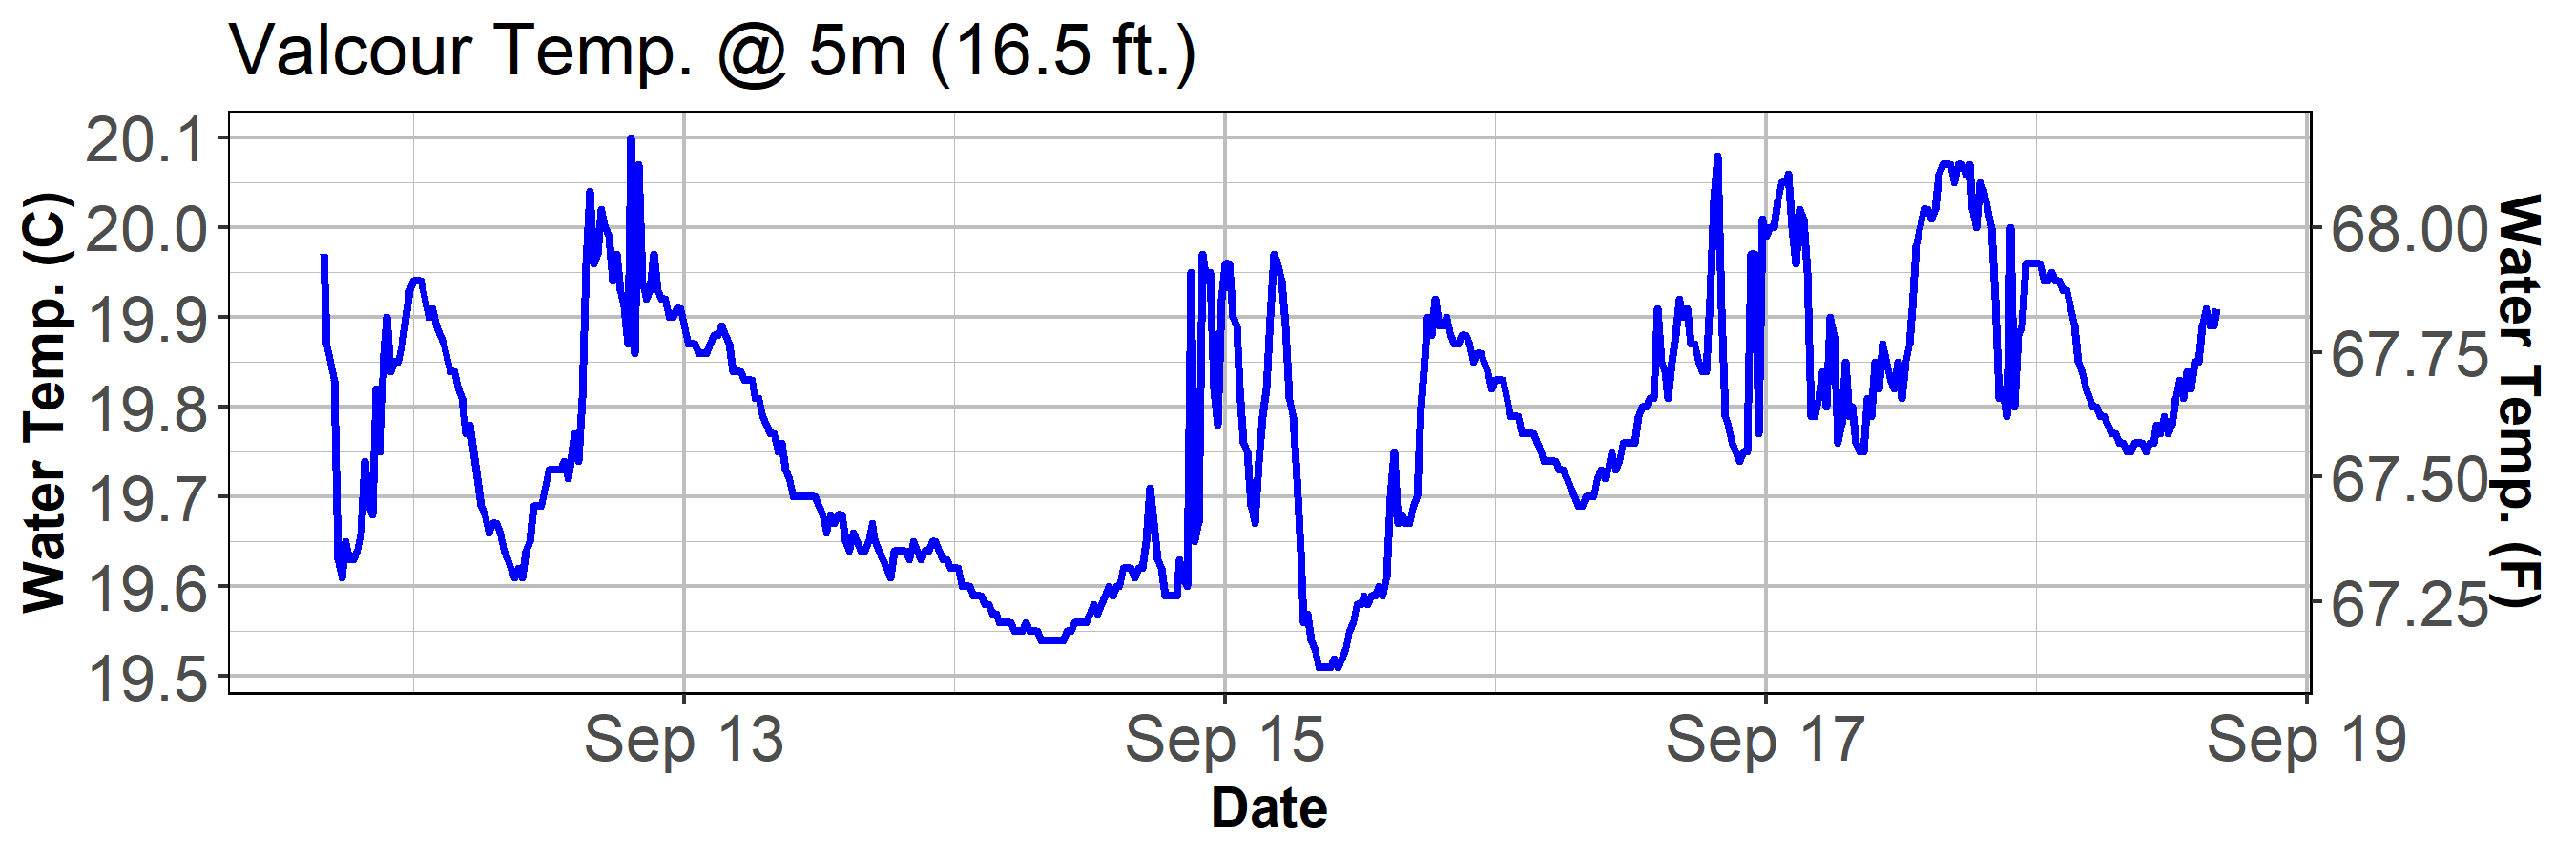 Valcour Temp. @ 5m (16.5 ft.)
Water Temp. (C)
20.1
20.0
19.9
19.8
19.7
19.6
19.5
68.00
67.75
67.50
67.25
Water Temp. (F)
Sep 13 Sep 15 Sep 17 Sep 19
Date